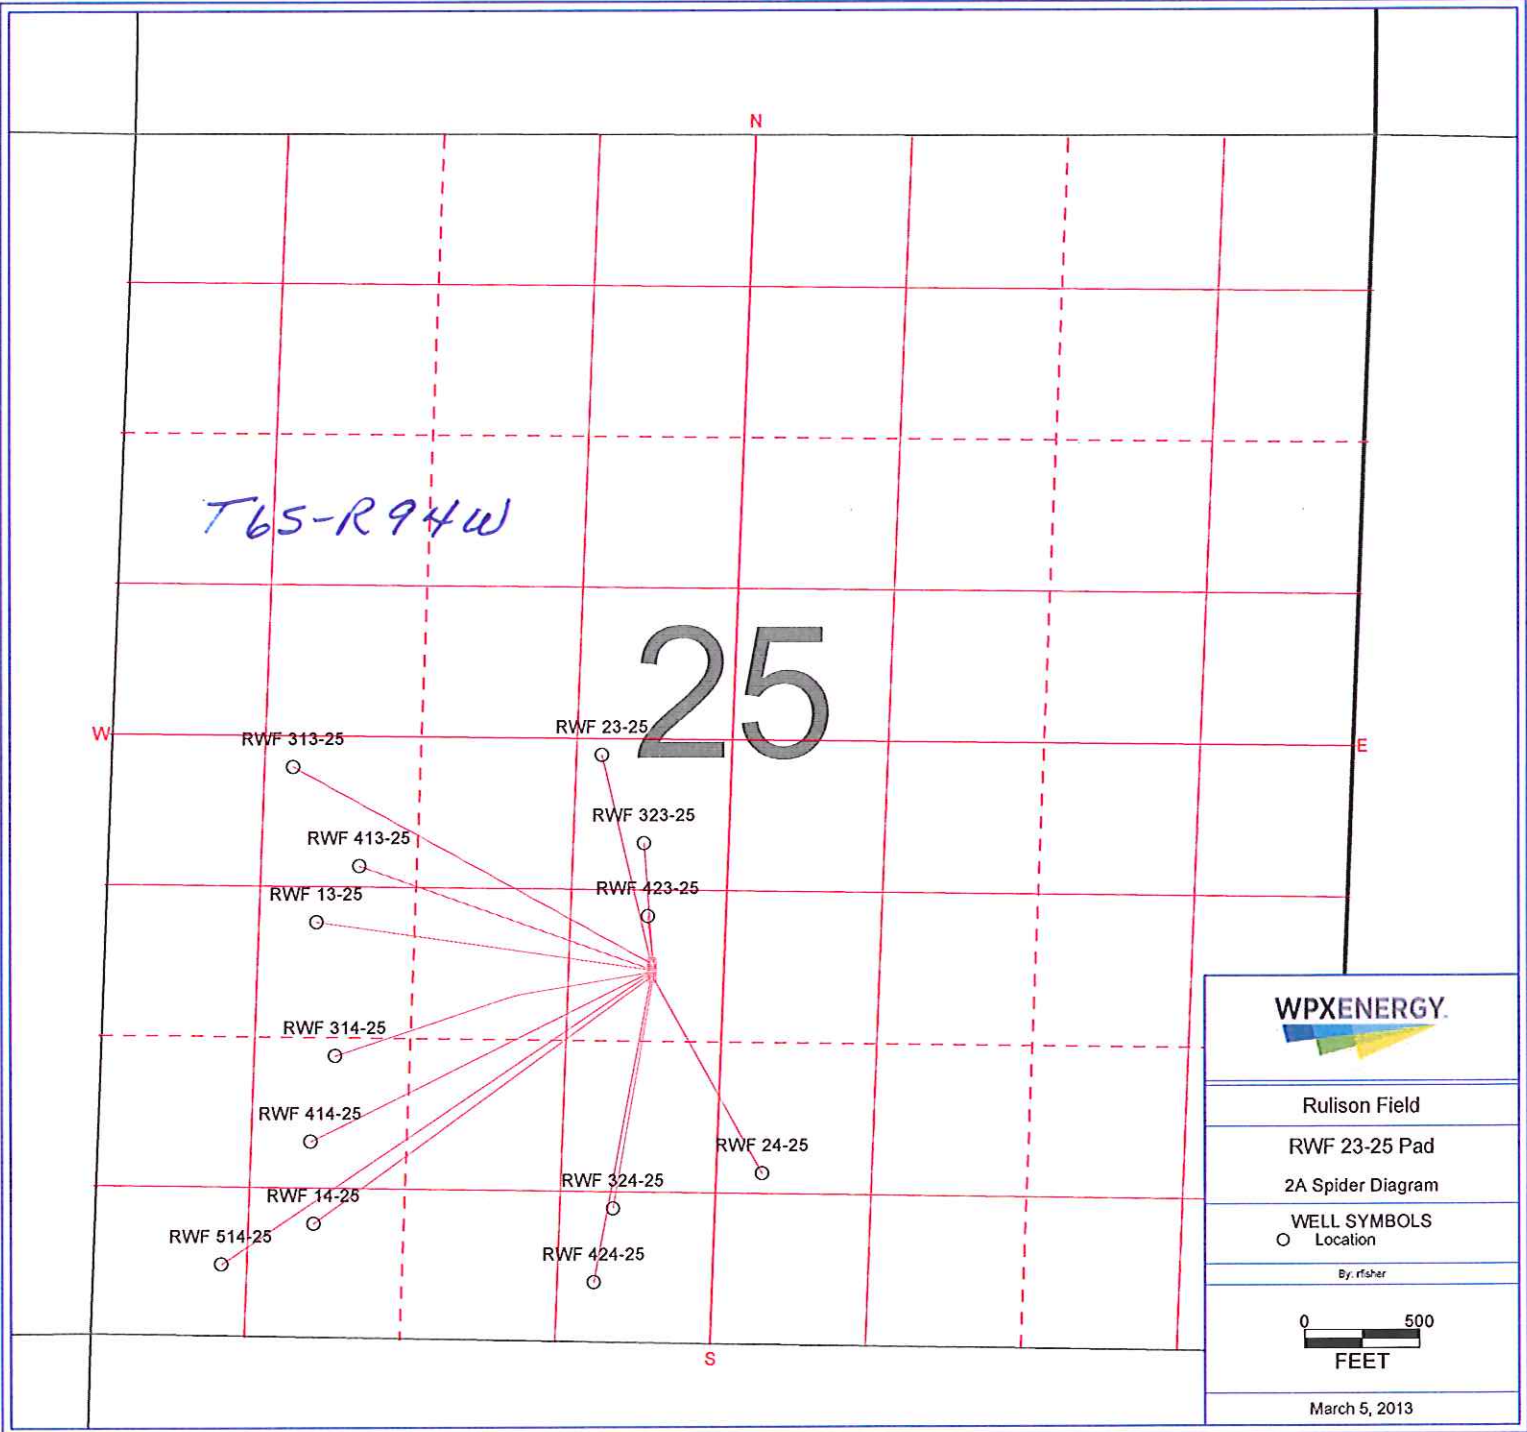 N
T6S-R94W
25
W
E
RWF 313-25
RWF 23-25
RWF 323-25
RWF 413-25
RWF 423-25
RWF 13-25
RWF 314-25
RWF 414-25
RWF 24-25
RWF 324-25
RWF 14-25
RWF 514-25
RWF 424-25
S
WPXENERGY.
Rulison Field
RWF 23-25 Pad
2A Spider Diagram
WELL SYMBOLS
Location
By: rfisher
0 500
FEET
March 5, 2013